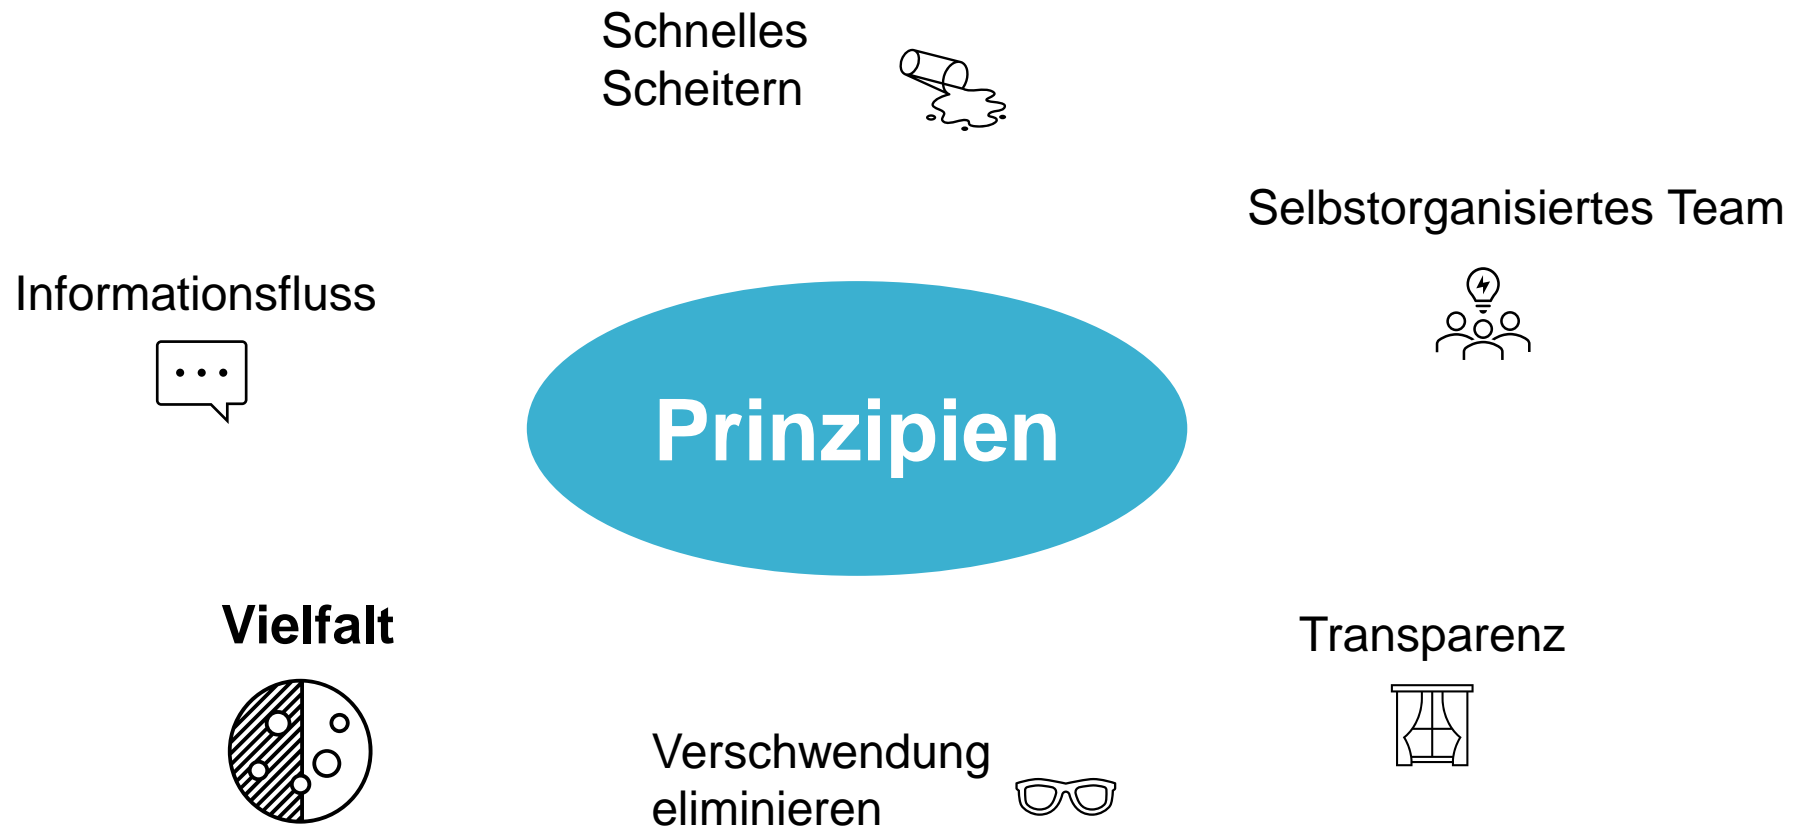 Schnelles
Scheitern
Selbstorganisiertes Team
Informationsfluss
Prinzipien
Vielfalt
Transparenz
Verschwendung
eliminieren